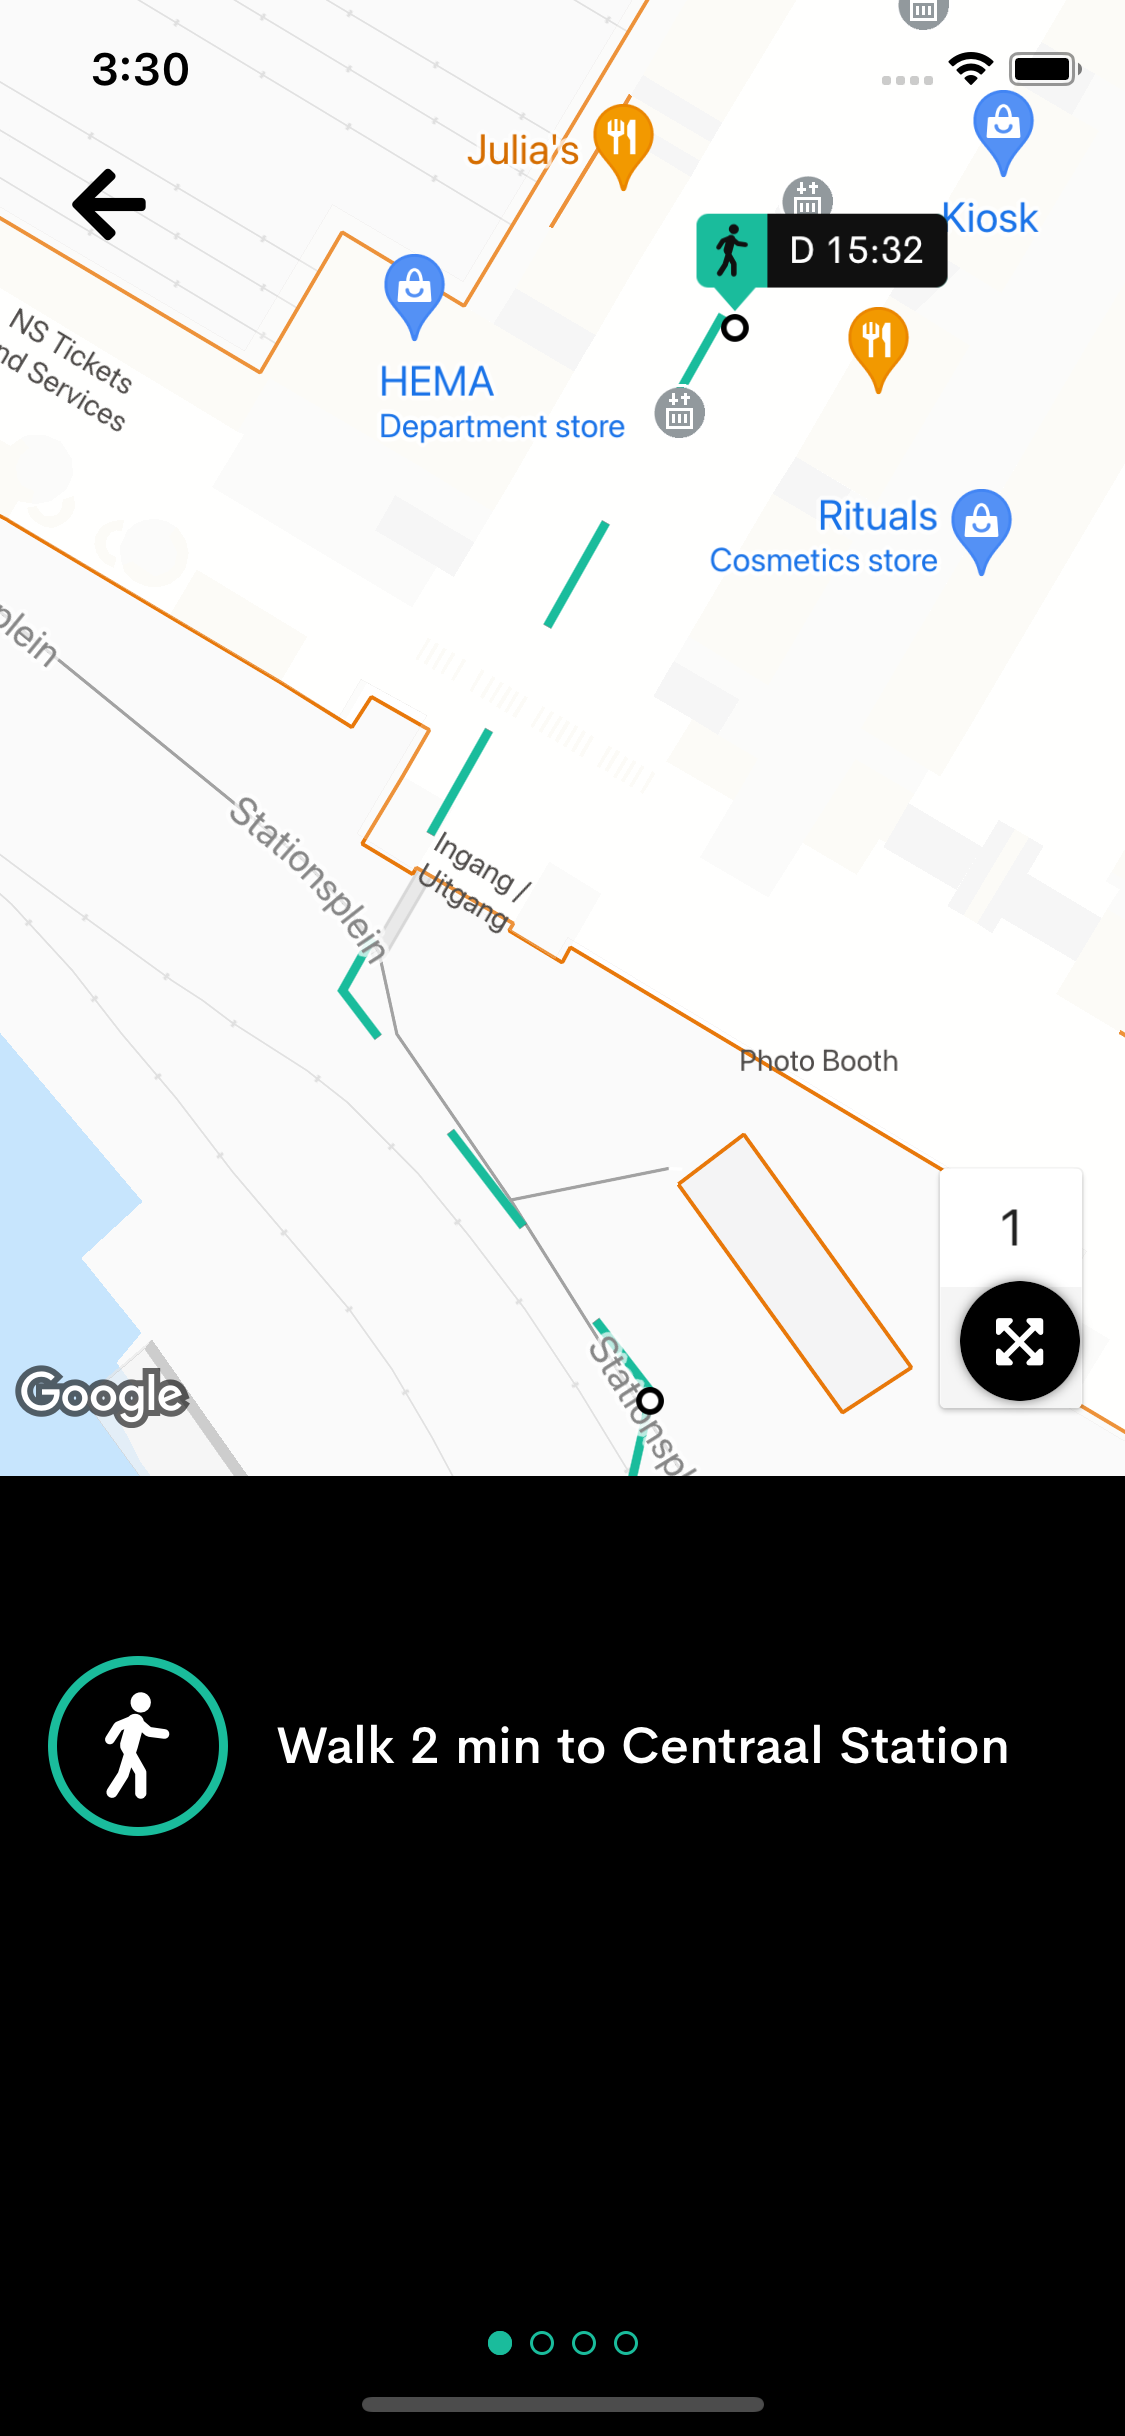 3:30
Julia's
Kiosk
D 15:32
NS Tickets
nd Services
HEMA
Department store
Rituals
Cosmetics store
plein
Stationsplein
Ingang /
Uitgang
Photo Booth
1
Google
Stationspl
Walk 2 min to Centraal Station